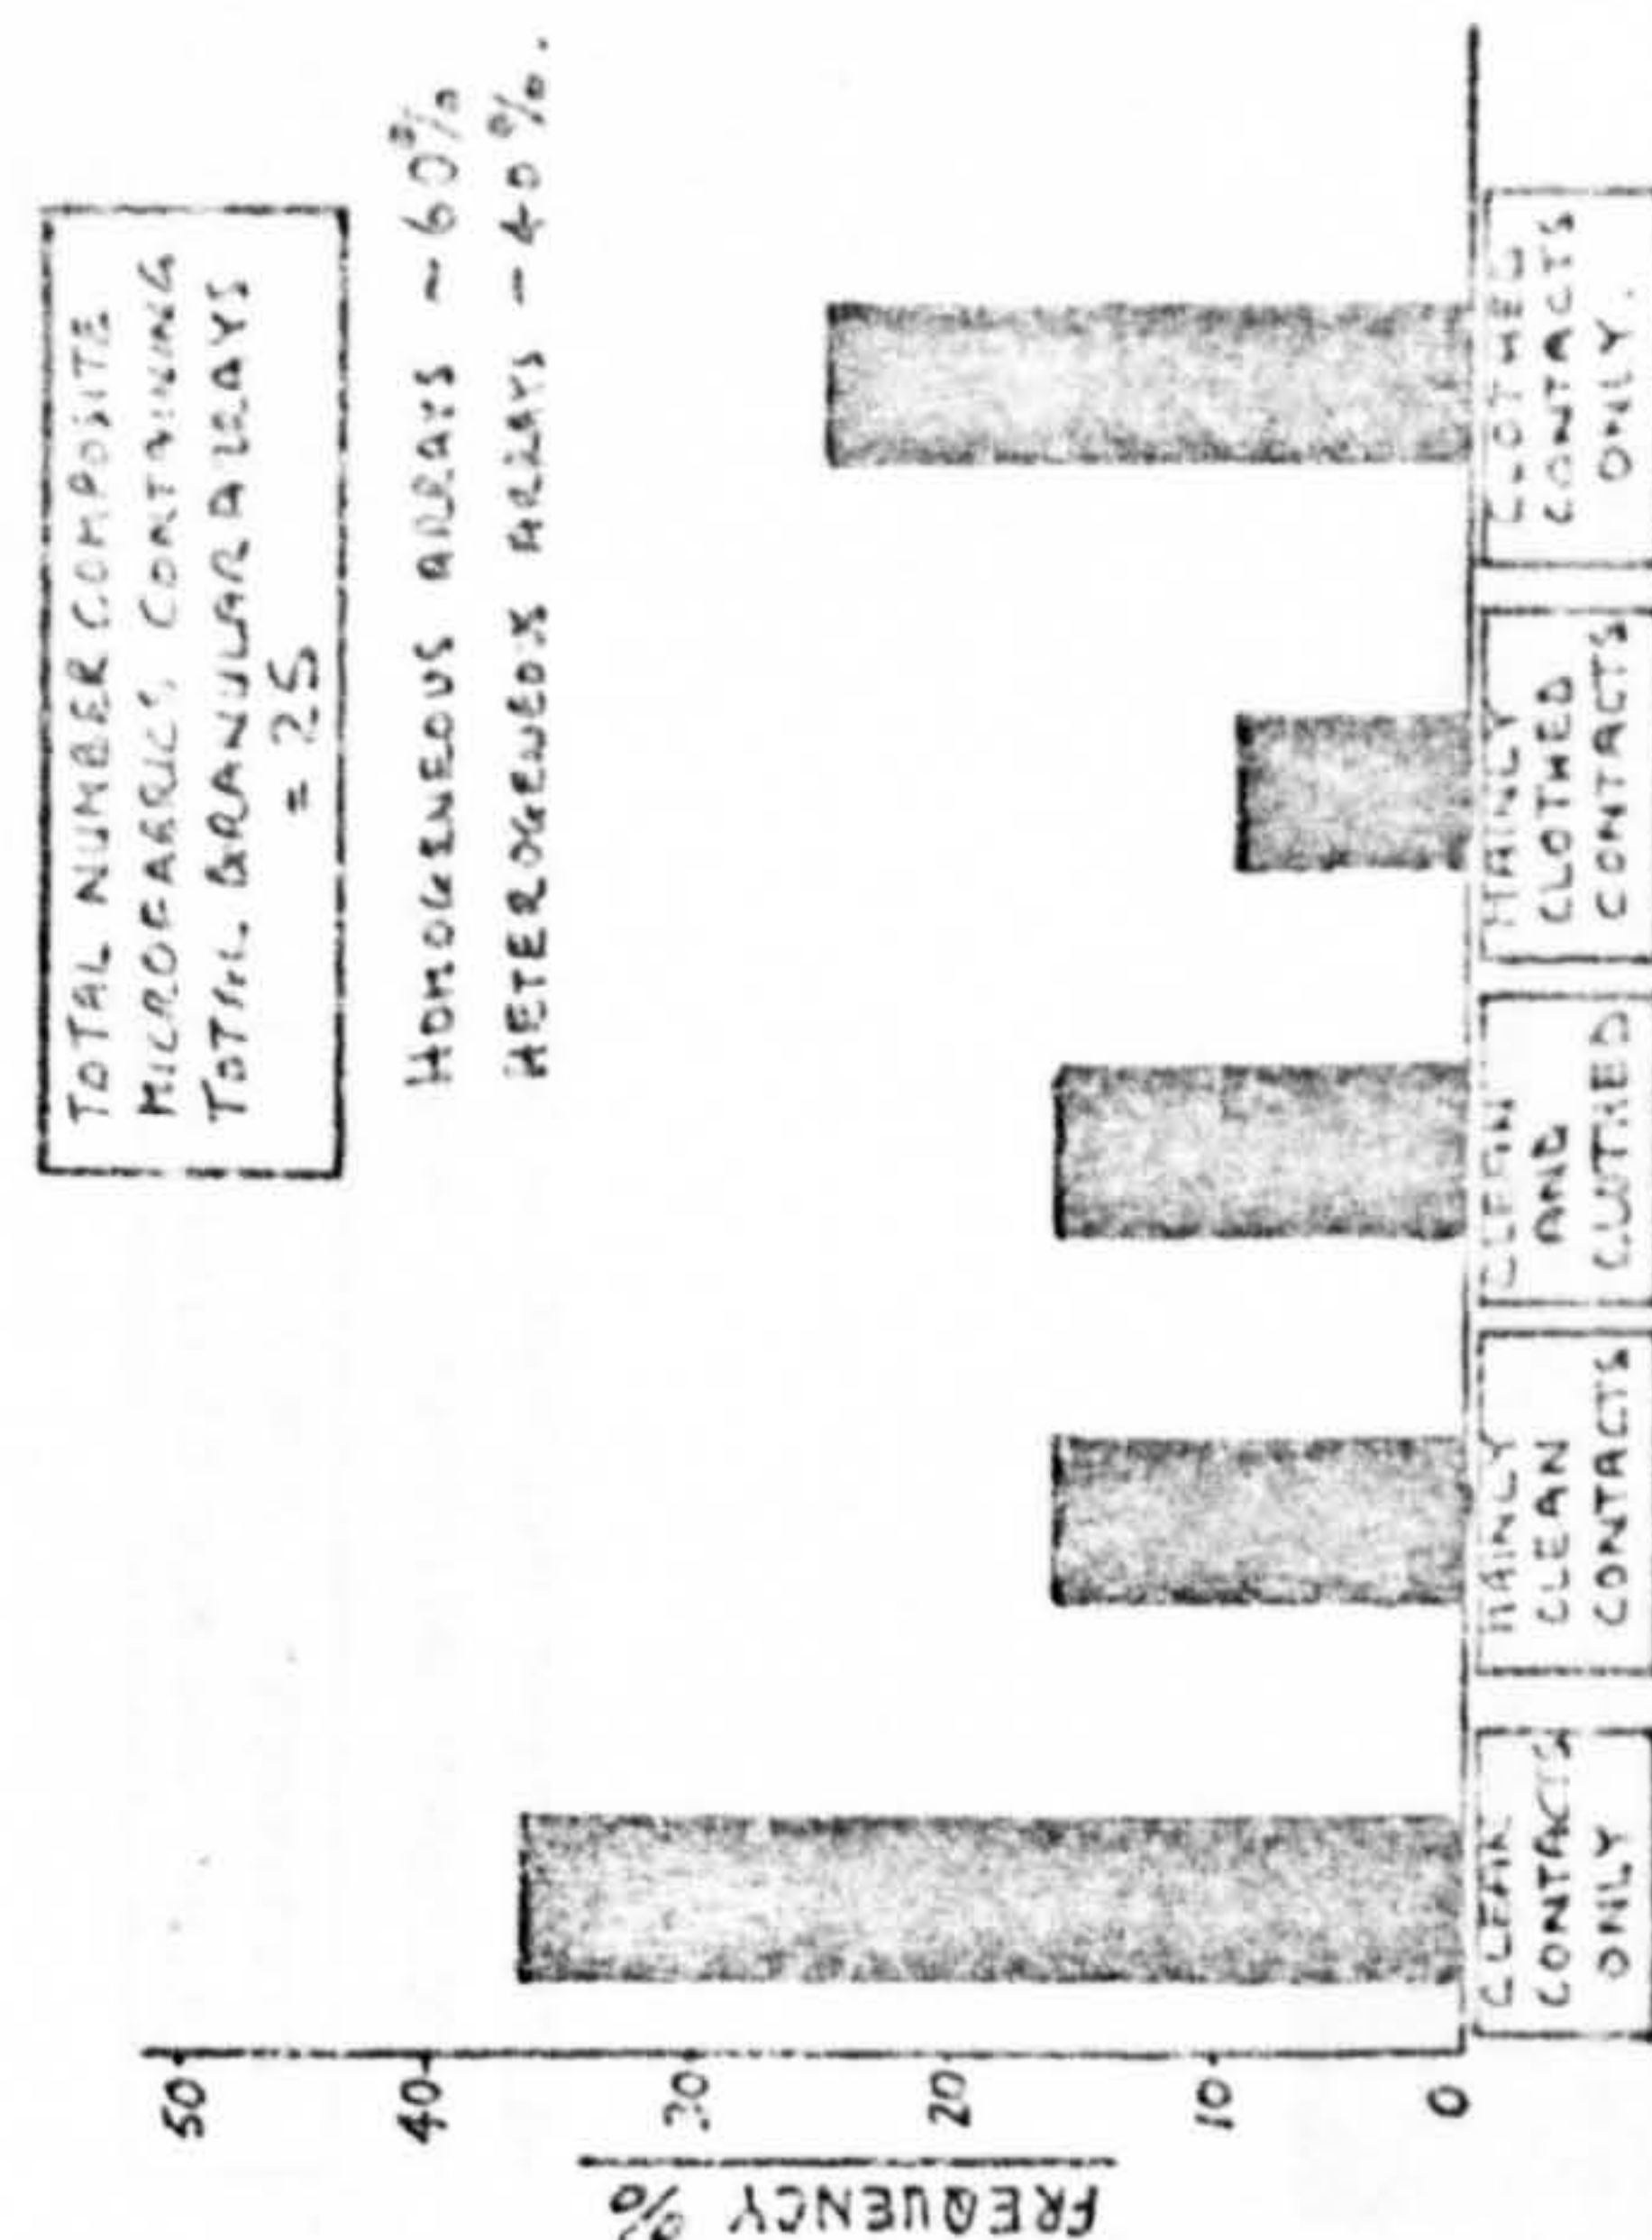 TOTAL NUMBER COMPOSITE
MICROFABRICS CONTAINING
TOTAL GRANULAR ARRAYS
= 25
HOMOGENEOUS ARRAYS - 60%
HETEROGENEOUS ARRAYS - 40%.
FREQUENCY %
50
40
30
20
10
0
CLEAN
CONTACTS
ONLY
MAINLY
CLEAN
CONTACTS
CLEAN
AND
CLOTHED
MAINLY
CLOTHED
CONTACTS
CLOTHED
CONTACTS
ONLY.